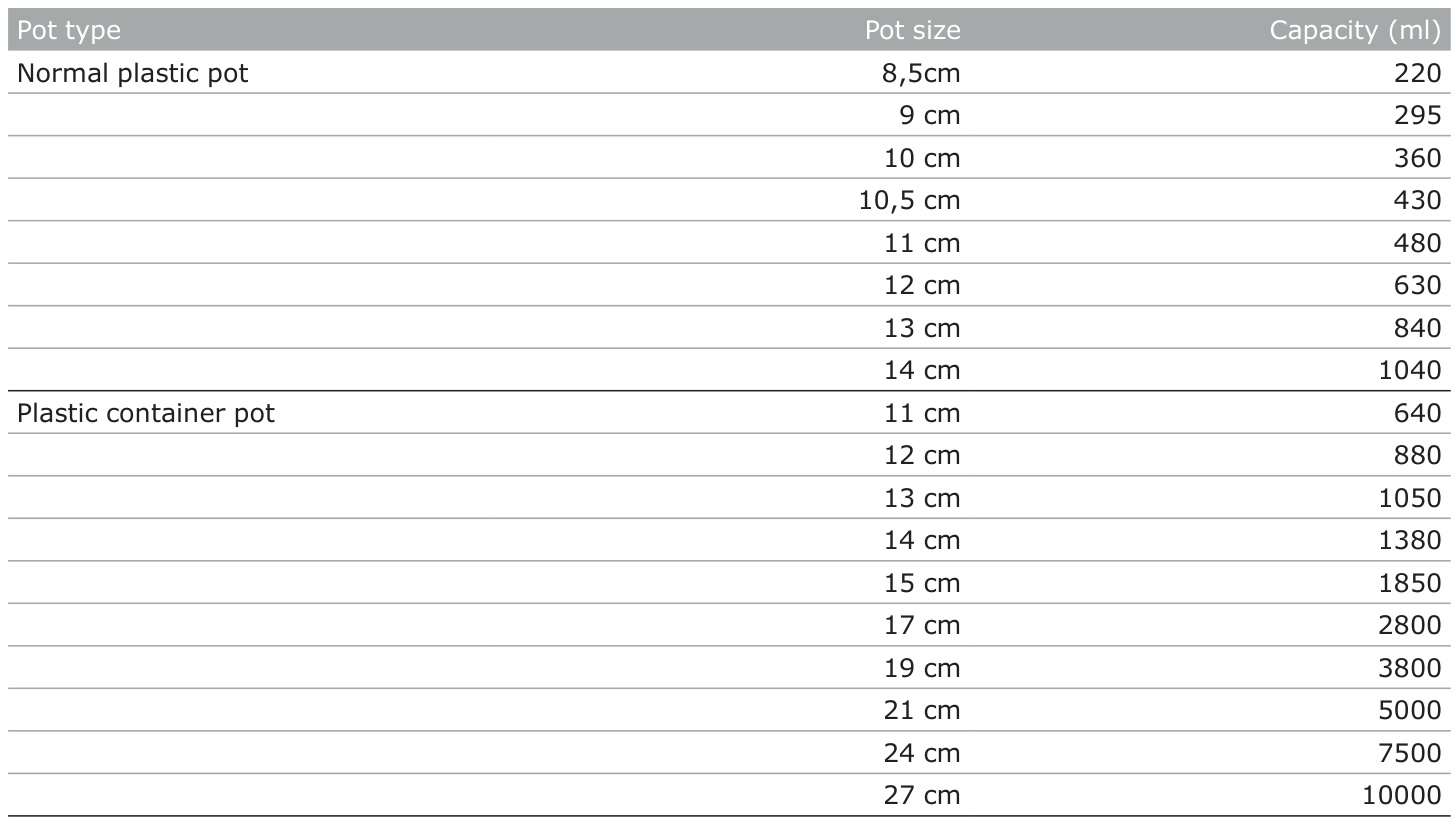 Pot type Pot size Capacity (ml)
Normal plastic pot 8,5cm 220
9 cm 295
10 cm 360
10,5 cm 430
11 cm 480
12 cm 630
13 cm 840
14 cm 1040
Plastic container pot 11 cm 640
12 cm 880
13 cm 1050
14 cm 1380
15 cm 1850
17 cm 2800
19 cm 3800
21 cm 5000
24 cm 7500
27 cm 10000